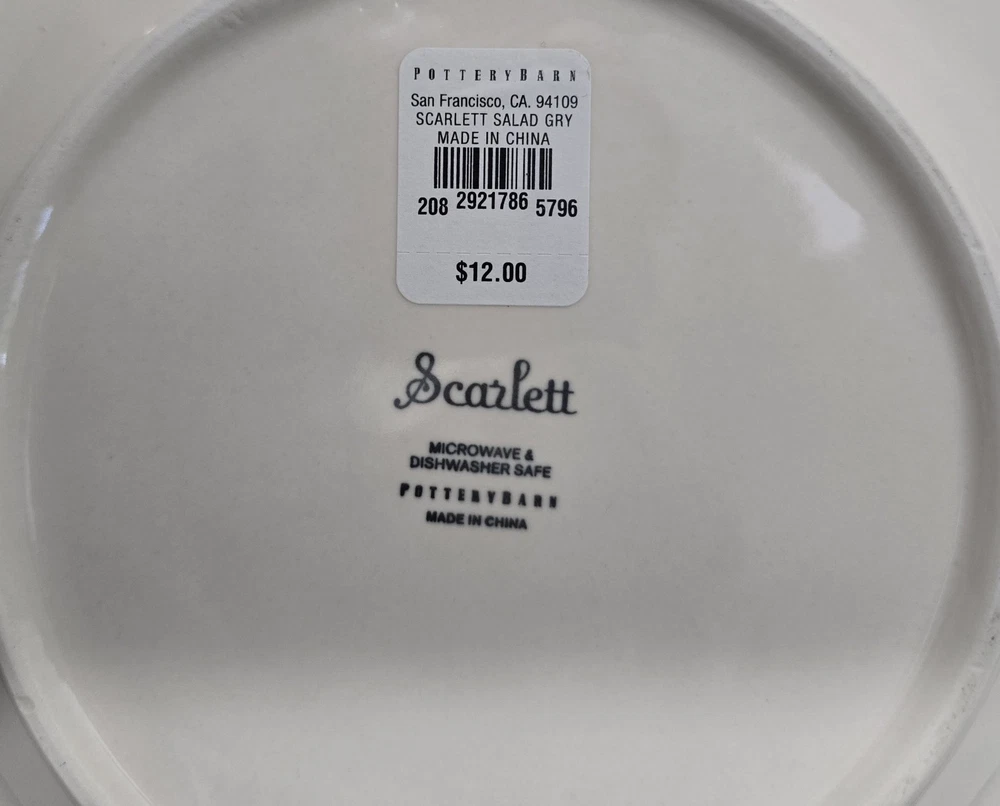 POTTERYBARN
San Francisco, CA. 94109
SCARLETT SALAD GRY
MADE IN CHINA
208 2921786 5796
$12.00
Scarlett
MICROWAVE &
DISHWASHER SAFE
POTTERYBARN
MADE IN CHINA